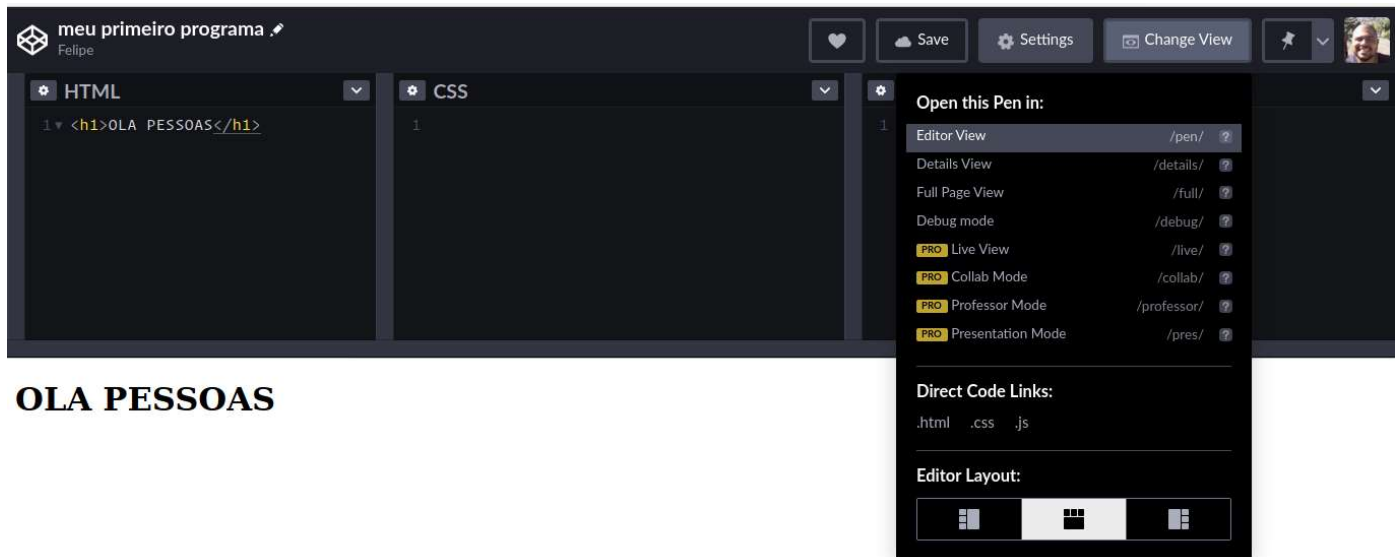 meu primeiro programa
Felipe
Save
Settings
Change View
HTML
CSS
1 <h1>OLA PESSOAS</h1>
1
1
Open this Pen in:
Editor View /pen/ ?
Details View /details/ ?
Full Page View /full/ ?
Debug mode /debug/ ?
PRO Live View /live/ ?
PRO Collab Mode /collab/ ?
PRO Professor Mode /professor/ ?
PRO Presentation Mode /pres/ ?
Direct Code Links:
.html .css .js
Editor Layout:
OLA PESSOAS